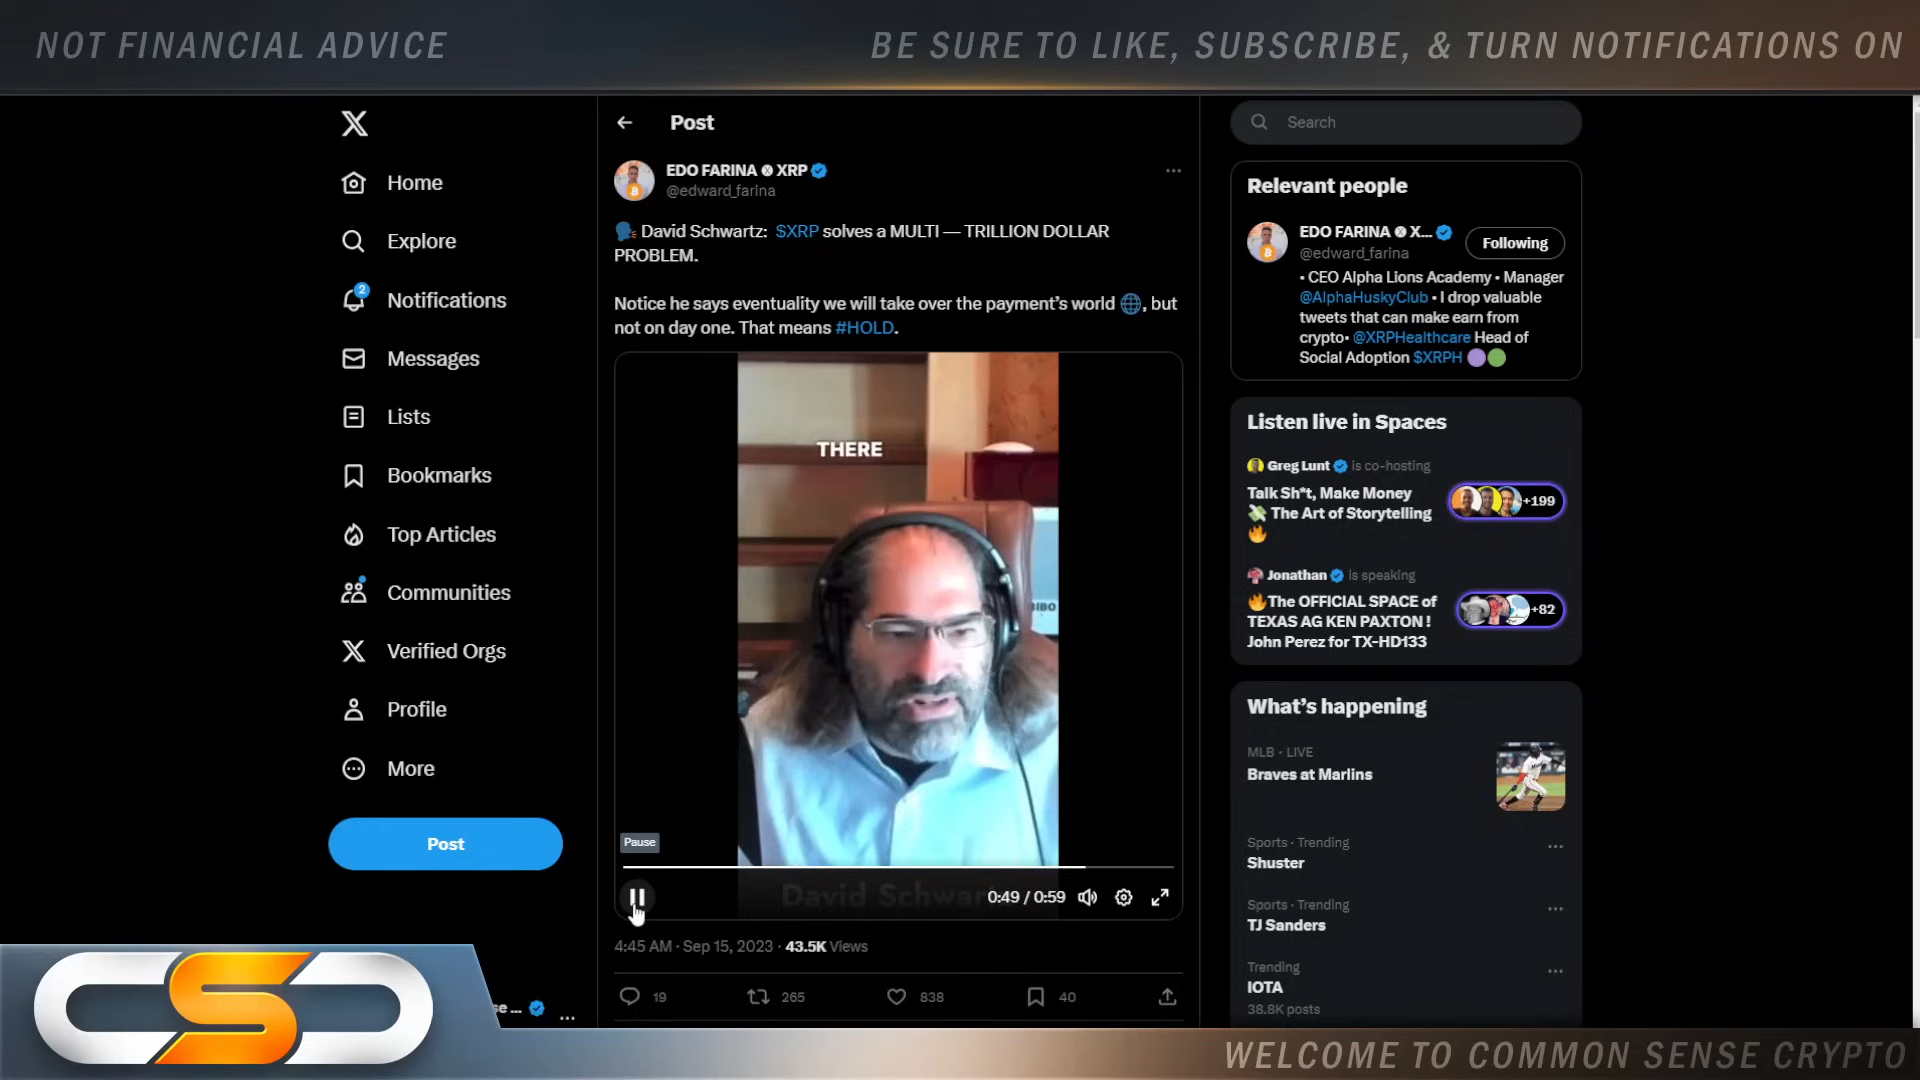 NOT FINANCIAL ADVICE
BE SURE TO LIKE, SUBSCRIBE, & TURN NOTIFICATIONS ON
Home
Explore
2
Notifications
Messages
Lists
Bookmarks
Top Articles
Communities
Verified Orgs
Profile
More
Post
se ...
Post
EDO FARINA XRP
@edward_farina
David Schwartz: $XRP solves a MULTI — TRILLION DOLLAR
PROBLEM.
Notice he says eventuality we will take over the payment's world , but
not on day one. That means #HOLD.
THERE
BIBO
Pause
David Schwar
0:49 / 0:59
4:45 AM · Sep 15, 2023 · 43.5K Views
19
265
838
40
Search
Relevant people
EDO FARINA X...
@edward_farina
Following
• CEO Alpha Lions Academy • Manager
@AlphaHuskyClub • I drop valuable
tweets that can make earn from
crypto• @XRPHealthcare Head of
Social Adoption $XRPH
Listen live in Spaces
Greg Lunt is co-hosting
Talk Sh*t, Make Money
The Art of Storytelling
+199
Jonathan is speaking
The OFFICIAL SPACE of
TEXAS AG KEN PAXTON !
John Perez for TX-HD133
+82
What's happening
MLB · LIVE
Braves at Marlins
Sports · Trending
Shuster
Sports · Trending
TJ Sanders
Trending
IOTA
38.8K posts
CSC
WELCOME TO COMMON SENSE CRYPTO